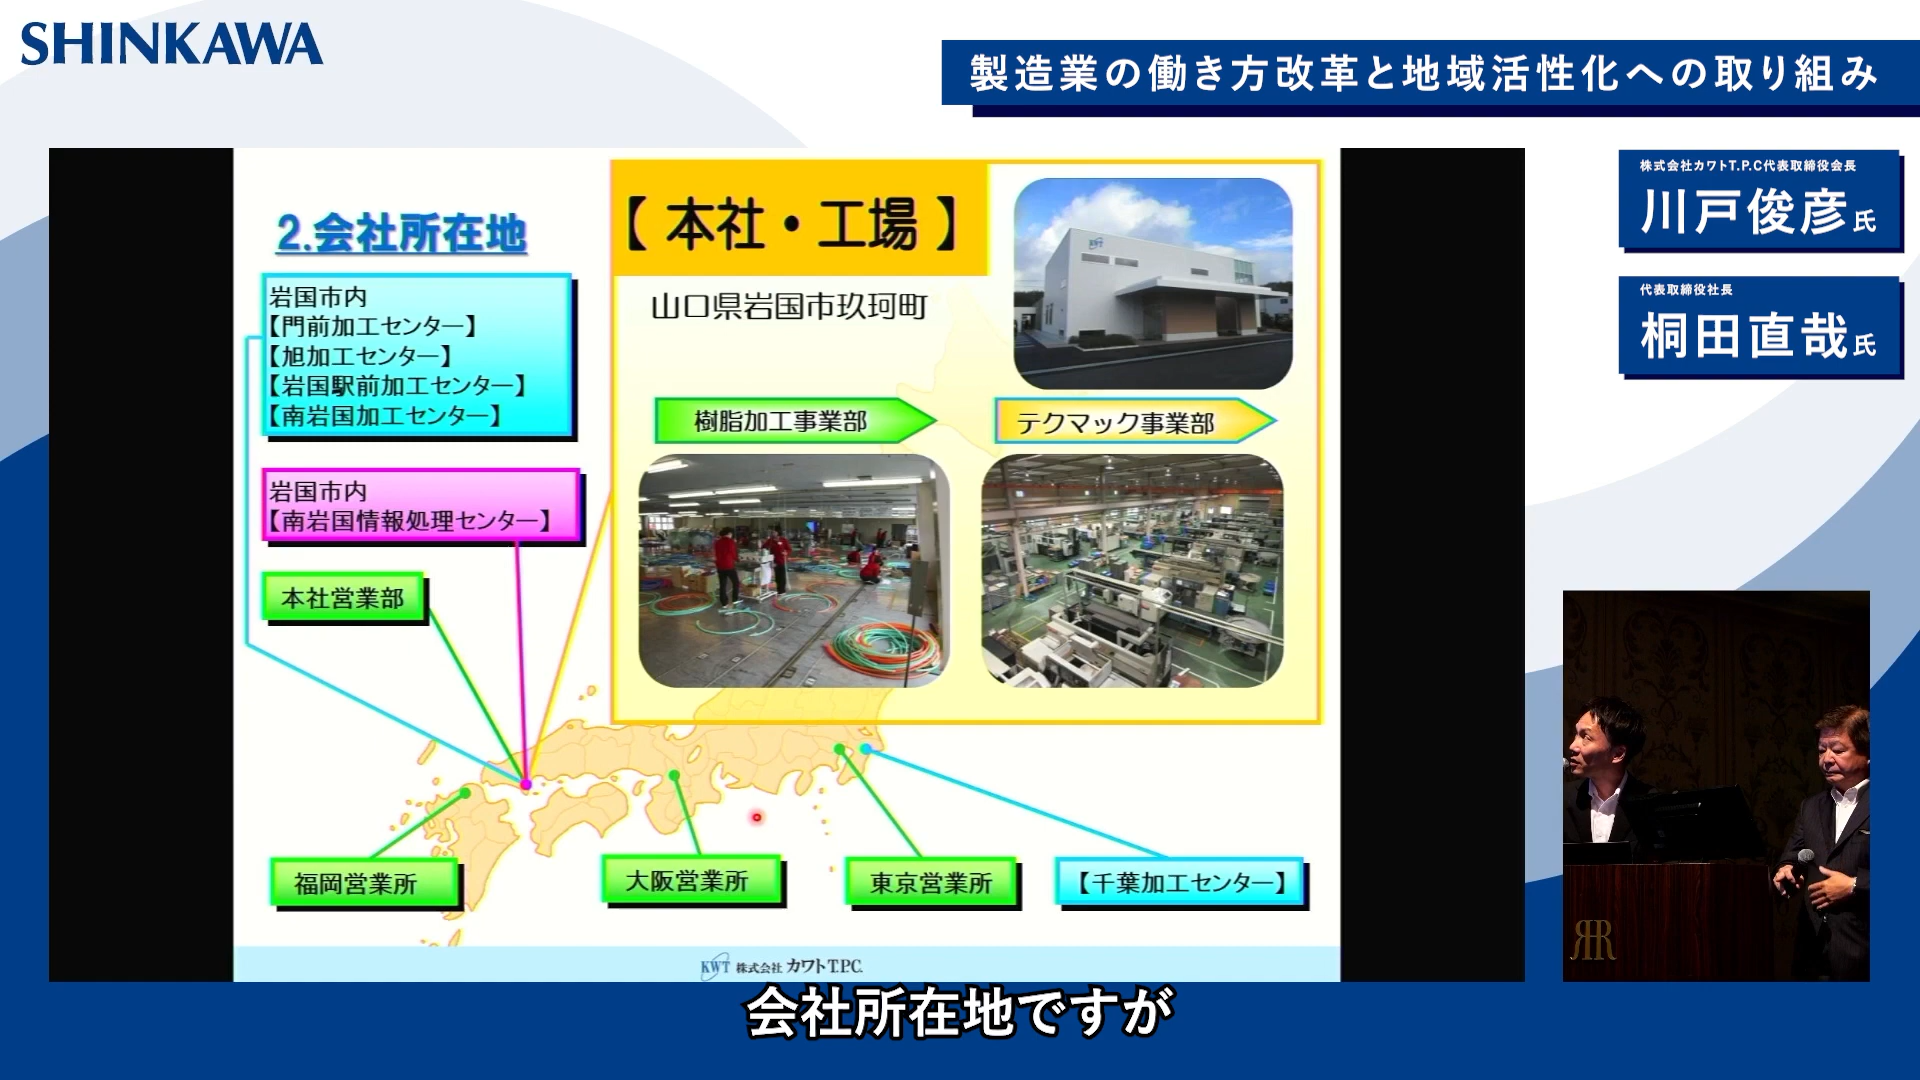 SHINKAWA
製造業の働き方改革と地域活性化への取り組み
株式会社カワトT.P.C代表取締役会長
川戸俊彦氏
代表取締役社長
桐田直哉氏
2.会社所在地
岩国市内
【門前加工センター】
【旭加工センター】
【岩国駅前加工センター】
【南岩国加工センター】
岩国市内
【南岩国情報処理センター】
本社営業部
【 本社・工場 】
山口県岩国市玖珂町
KWT
樹脂加工事業部
テクマック事業部
福岡営業所
大阪営業所
東京営業所
【千葉加工センター】
KWT 株式会社 カワトT.P.C.
RHR
会社所在地ですが